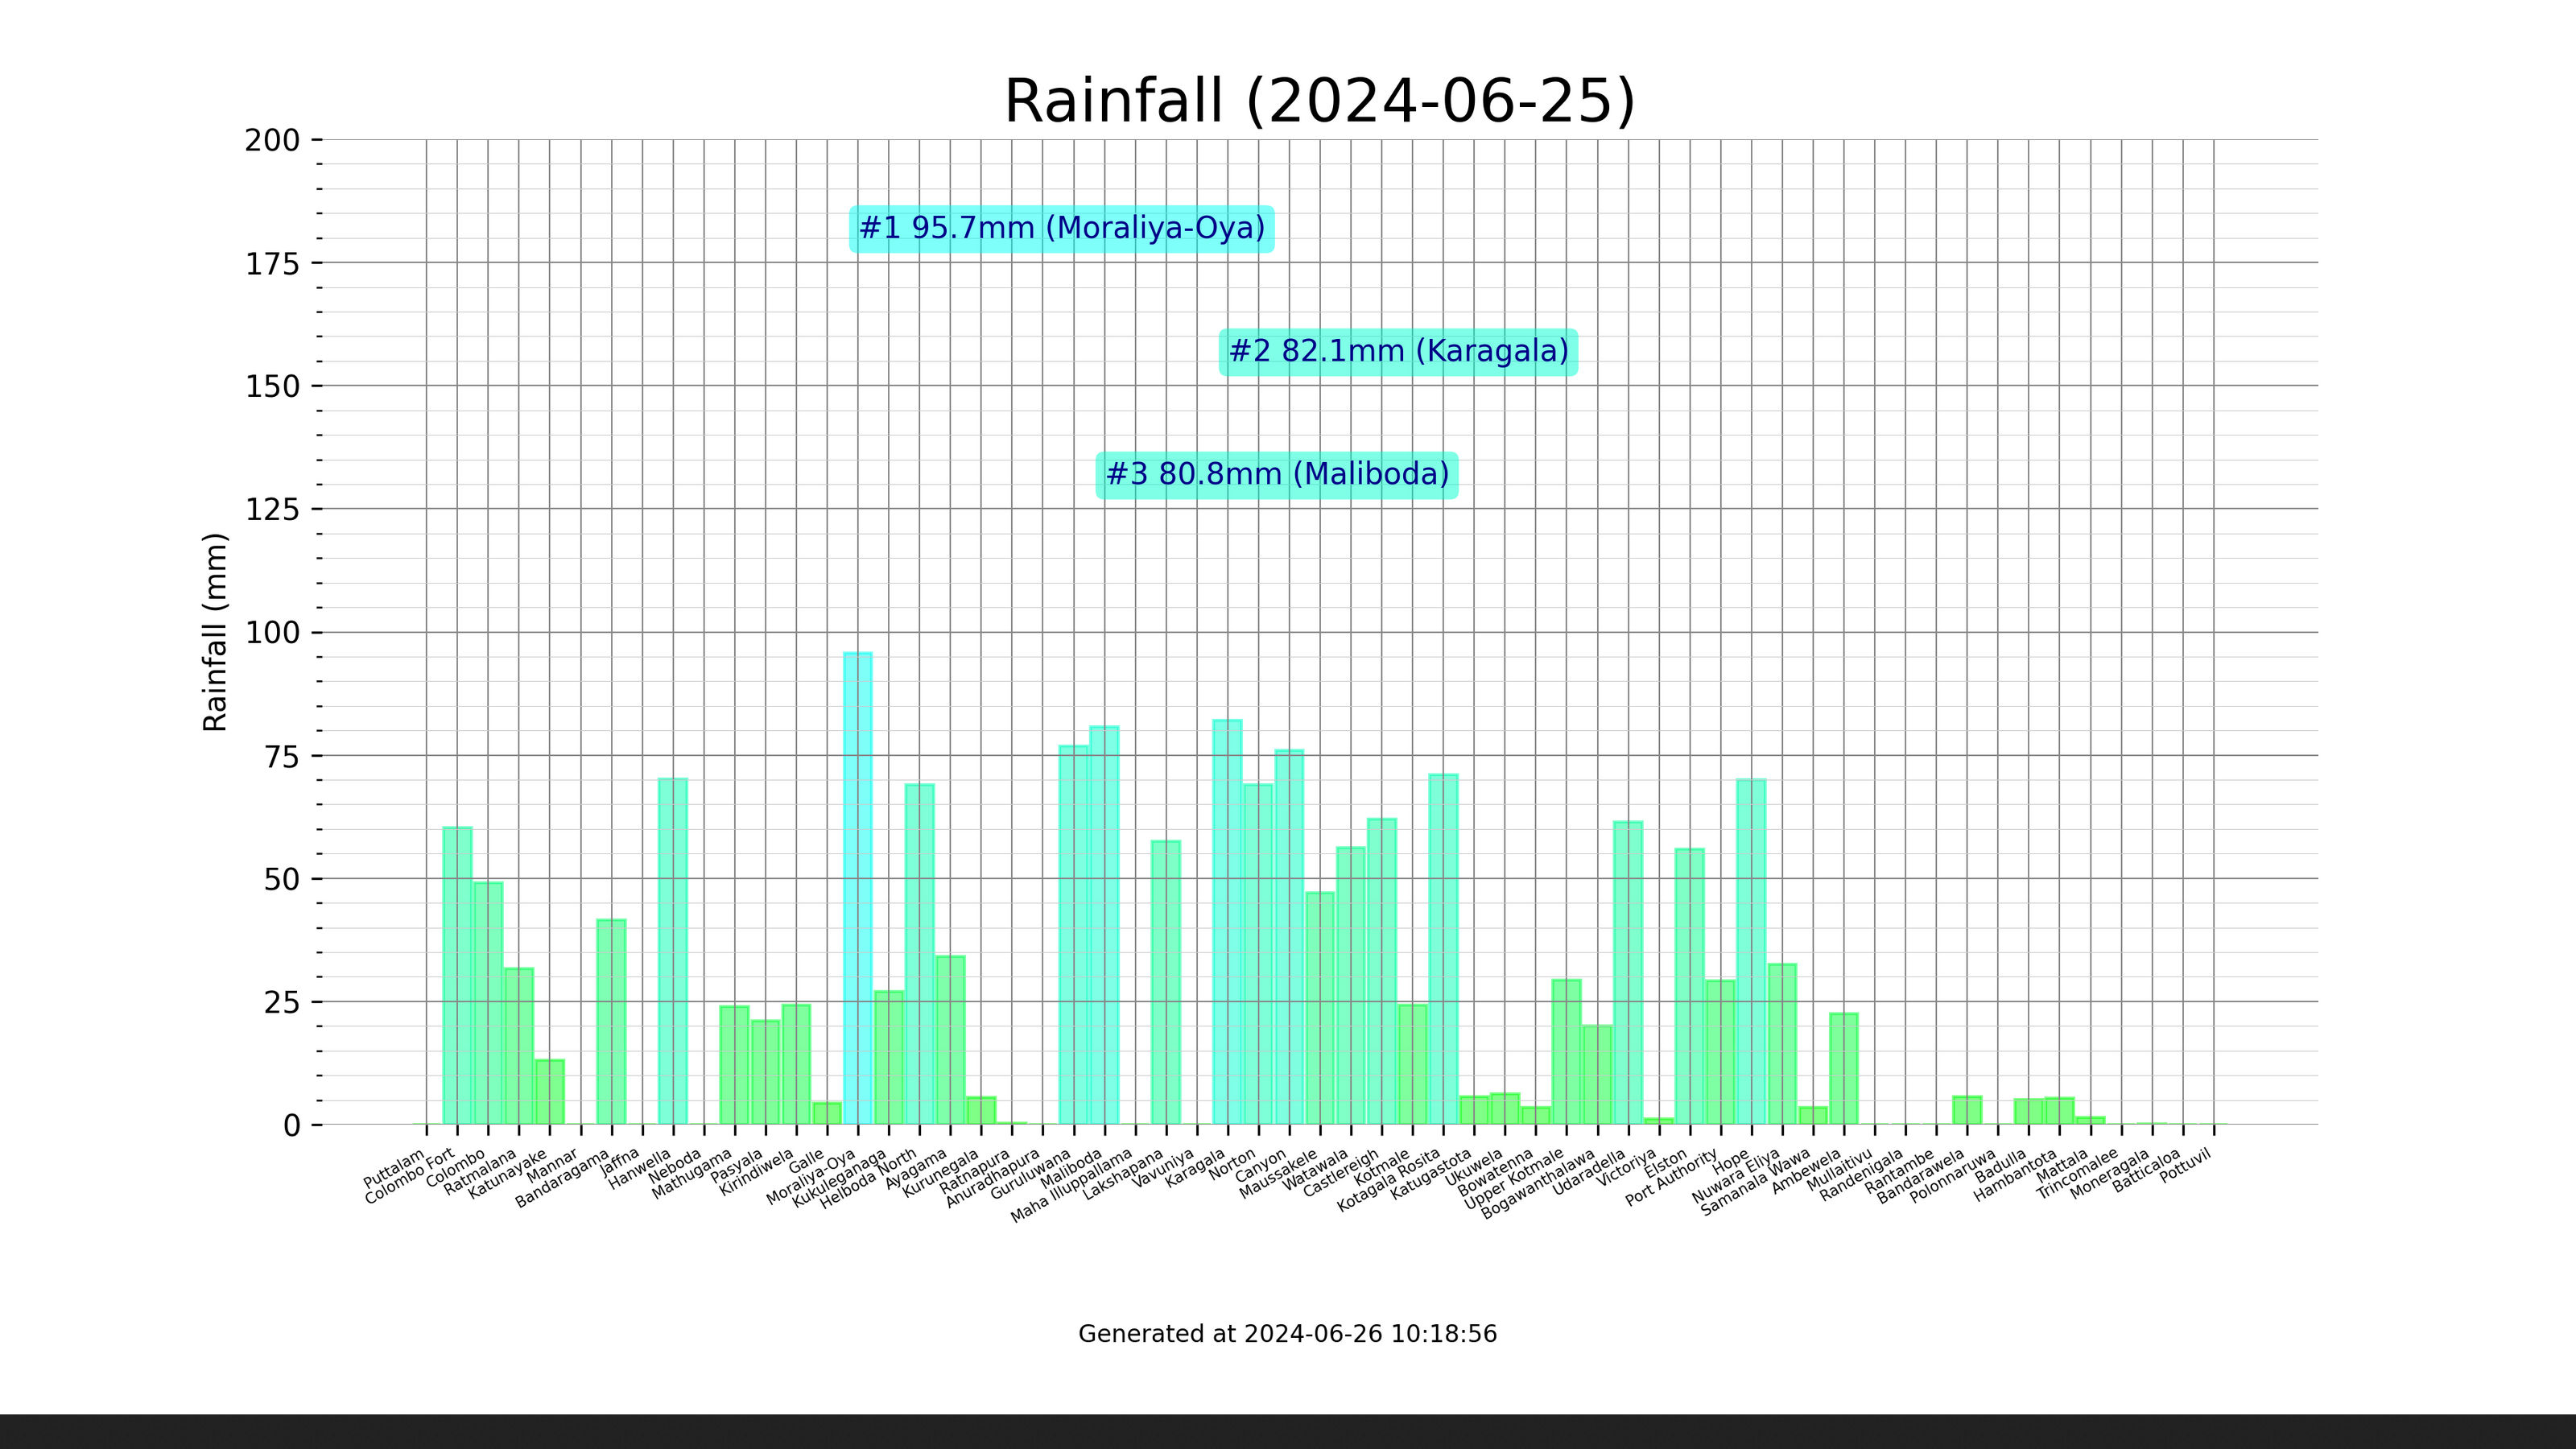 Rainfall (2024-06-25)
200
175
150
125
100
75
50
25
0
Rainfall (mm)
#1 95.7mm (Moraliya-Oya)
#2 82.1mm (Karagala)
#3 80.8mm (Maliboda)
Puttalam
Colombo Fort
Colombo
Ratmalana
Katunayake
Mannar
Bandaragama
Jaffna
Hanwella
Neboda
Mathugama
Pasyala
Kirindiwela
Galle
Moraliya-Oya
Kukuleganaga
Helboda North
Ayagama
Kurunegala
Ratnapura
Anuradhapura
Guruluwana
Maliboda
Maha Illuppallama
Lakshapana
Vavuniya
Karagala
Norton
Canyon
Maussakele
Watawala
Castlereigh
Kotmale
Kotagala Rosita
Katugastota
Ukuwela
Bowatenna
Upper Kotmale
Bogawanthalawa
Udaradella
Victoriya
Elston
Port Authority
Hope
Nuwara Eliya
Samanala Wawa
Ambewela
Mullaitivu
Randenigala
Rantambe
Bandarawela
Polonnaruwa
Badulla
Hambantota
Mattala
Trincomalee
Moneragala
Batticaloa
Pottuvil
Generated at 2024-06-26 10:18:56